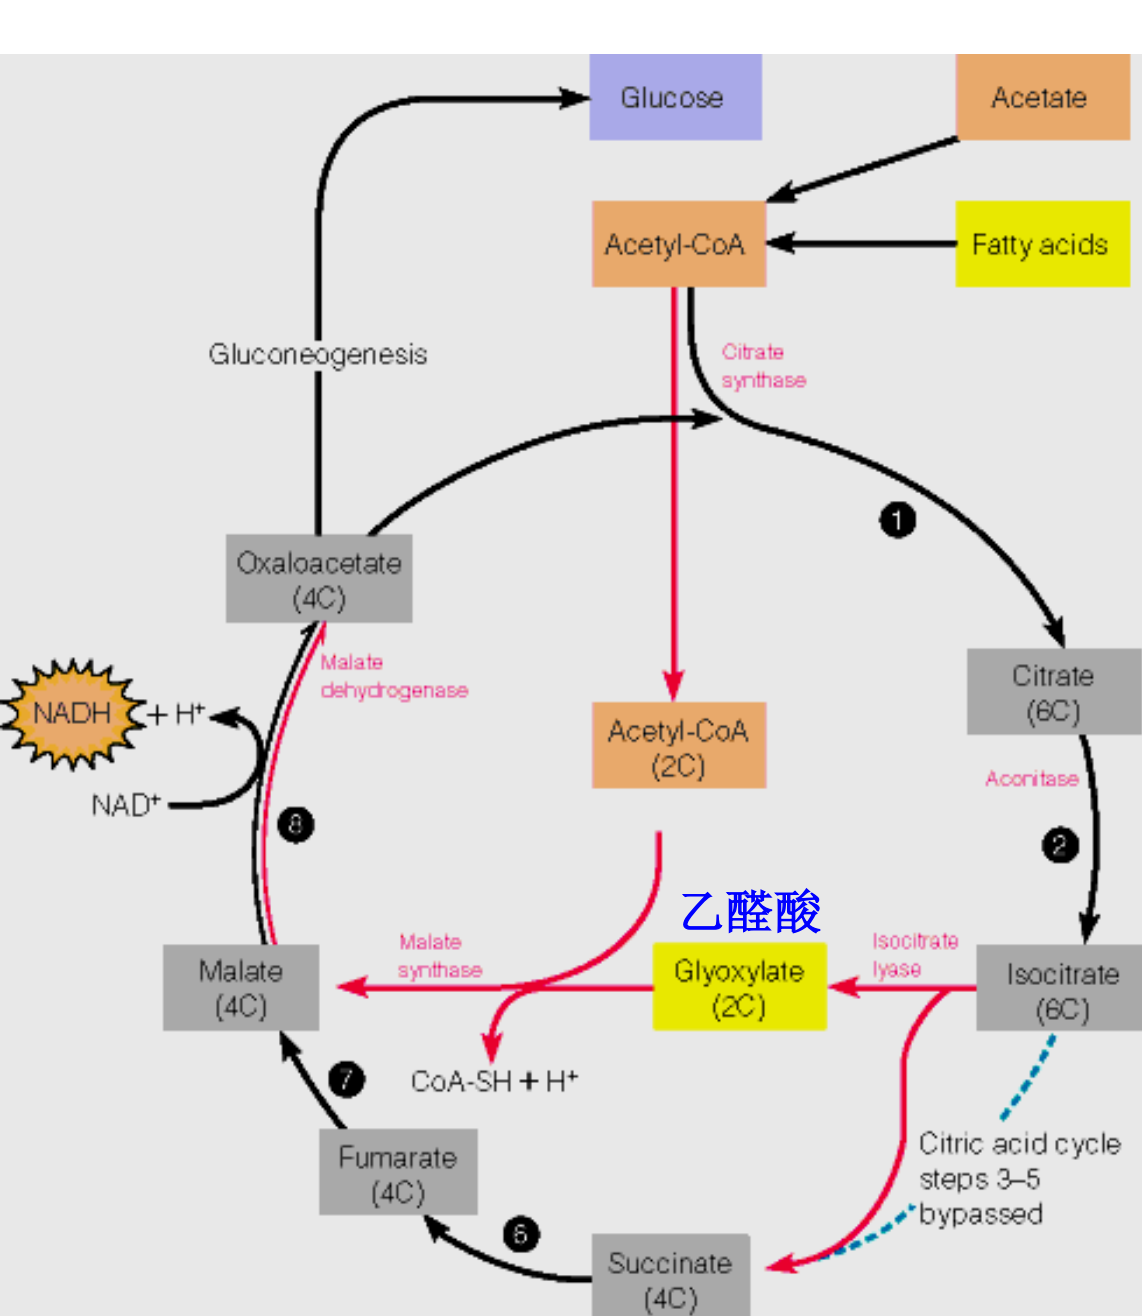 Glucose
Acetate
Acetyl-CoA
Fatty acids
Citrate
synthase
Gluconeogenesis
1
Oxaloacetate
(4C)
Malate
dehydrogenase
Citrate
(6C)
NADH + H⁺
Acetyl-CoA
(2C)
Aconitase
NAD⁺
8
2
乙醛酸
Malate
synthase
Isocitrate
lyase
Malate
(4C)
Glyoxylate
(2C)
Isocitrate
(6C)
7
CoA-SH + H⁺
Citric acid cycle
steps 3–5
bypassed
Fumarate
(4C)
6
Succinate
(4C)